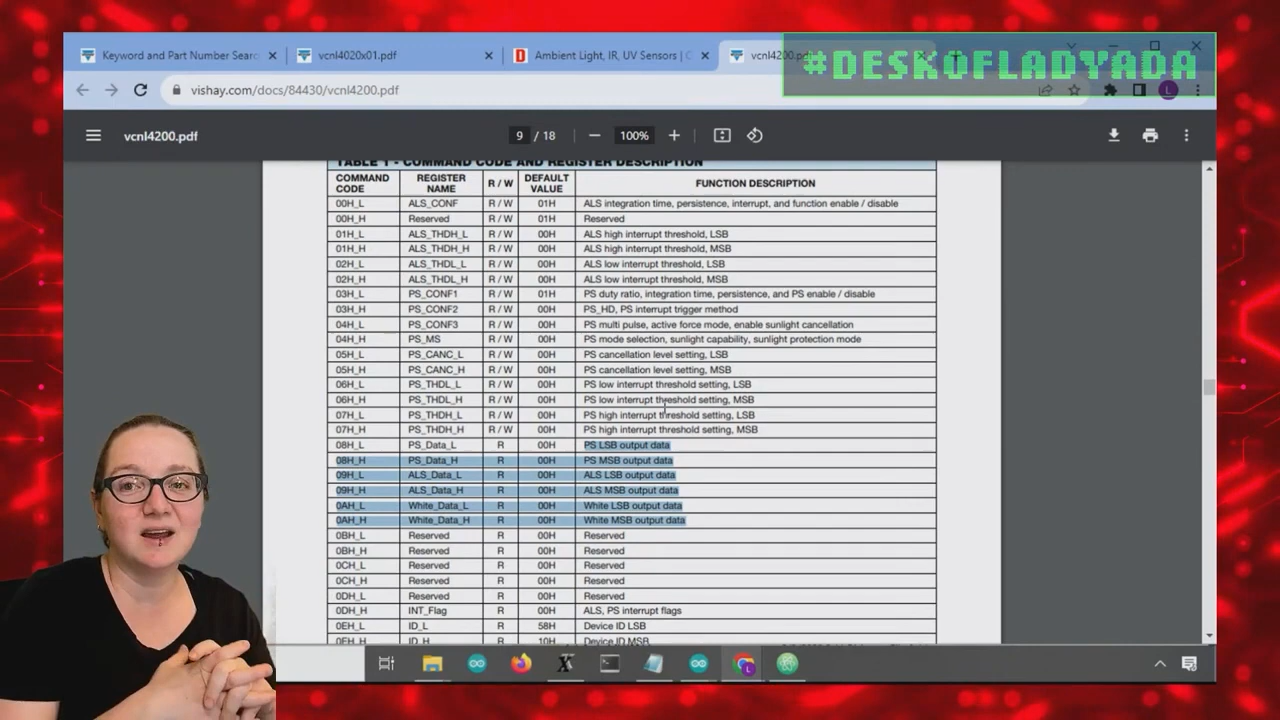 #DESKOFLADYADA
Keyword and Part Number Searc
vcnl4020x01.pdf
Ambient Light, IR, UV Sensors | C
vcnl4200.pd
vishay.com/docs/84430/vcnl4200.pdf
L
vcnl4200.pdf
9 / 18
100%
TABLE 1 - COMMAND CODE AND REGISTER DESCRIPTION
COMMAND CODE REGISTER NAME R / W DEFAULT VALUE FUNCTION DESCRIPTION
00H_L ALS_CONF R / W 01H ALS integration time, persistence, interrupt, and function enable / disable
00H_H Reserved R / W 01H Reserved
01H_L ALS_THDH_L R / W 00H ALS high interrupt threshold, LSB
01H_H ALS_THDH_H R / W 00H ALS high interrupt threshold, MSB
02H_L ALS_THDL_L R / W 00H ALS low interrupt threshold, LSB
02H_H ALS_THDL_H R / W 00H ALS low interrupt threshold, MSB
03H_L PS_CONF1 R / W 01H PS duty ratio, integration time, persistence, and PS enable / disable
03H_H PS_CONF2 R / W 00H PS_HD, PS interrupt trigger method
04H_L PS_CONF3 R / W 00H PS multi pulse, active force mode, enable sunlight cancellation
04H_H PS_MS R / W 00H PS mode selection, sunlight capability, sunlight protection mode
05H_L PS_CANC_L R / W 00H PS cancellation level setting, LSB
05H_H PS_CANC_H R / W 00H PS cancellation level setting, MSB
06H_L PS_THDL_L R / W 00H PS low interrupt threshold setting, LSB
06H_H PS_THDL_H R / W 00H PS low interrupt threshold setting, MSB
07H_L PS_THDH_L R / W 00H PS high interrupt threshold setting, LSB
07H_H PS_THDH_H R / W 00H PS high interrupt threshold setting, MSB
08H_L PS_Data_L R 00H PS LSB output data
08H_H PS_Data_H R 00H PS MSB output data
09H_L ALS_Data_L R 00H ALS LSB output data
09H_H ALS_Data_H R 00H ALS MSB output data
0AH_L White_Data_L R 00H White LSB output data
0AH_H White_Data_H R 00H White MSB output data
0BH_L Reserved R 00H Reserved
0BH_H Reserved R 00H Reserved
0CH_L Reserved R 00H Reserved
0CH_H Reserved R 00H Reserved
0DH_L Reserved R 00H Reserved
0DH_H INT_Flag R 00H ALS, PS interrupt flags
0EH_L ID_L R 58H Device ID LSB
0EH_H ID_H R 10H Device ID MSB